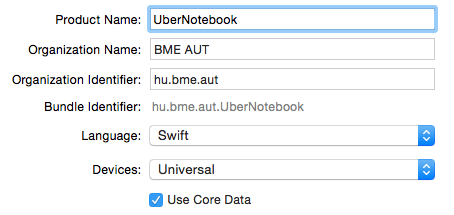 Product Name: UberNotebook
Organization Name: BME AUT
Organization Identifier: hu.bme.aut
Bundle Identifier: hu.bme.aut.UberNotebook
Language: Swift
Devices: Universal
Use Core Data